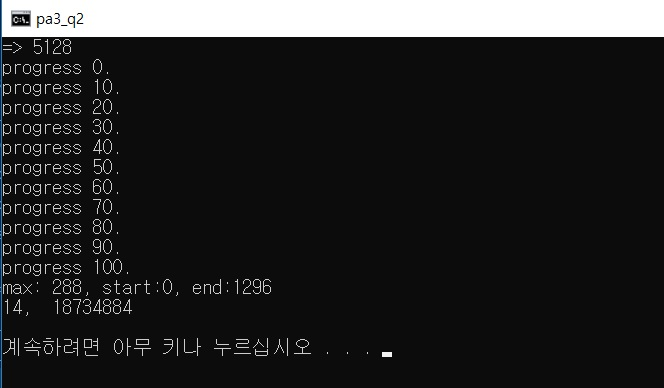 pa3_q2
=> 5128
progress 0.
progress 10.
progress 20.
progress 30.
progress 40.
progress 50.
progress 60.
progress 70.
progress 80.
progress 90.
progress 100.
max: 288, start:0, end:1296
14,  18734884
계속하려면 아무 키나 누르십시오 . . .